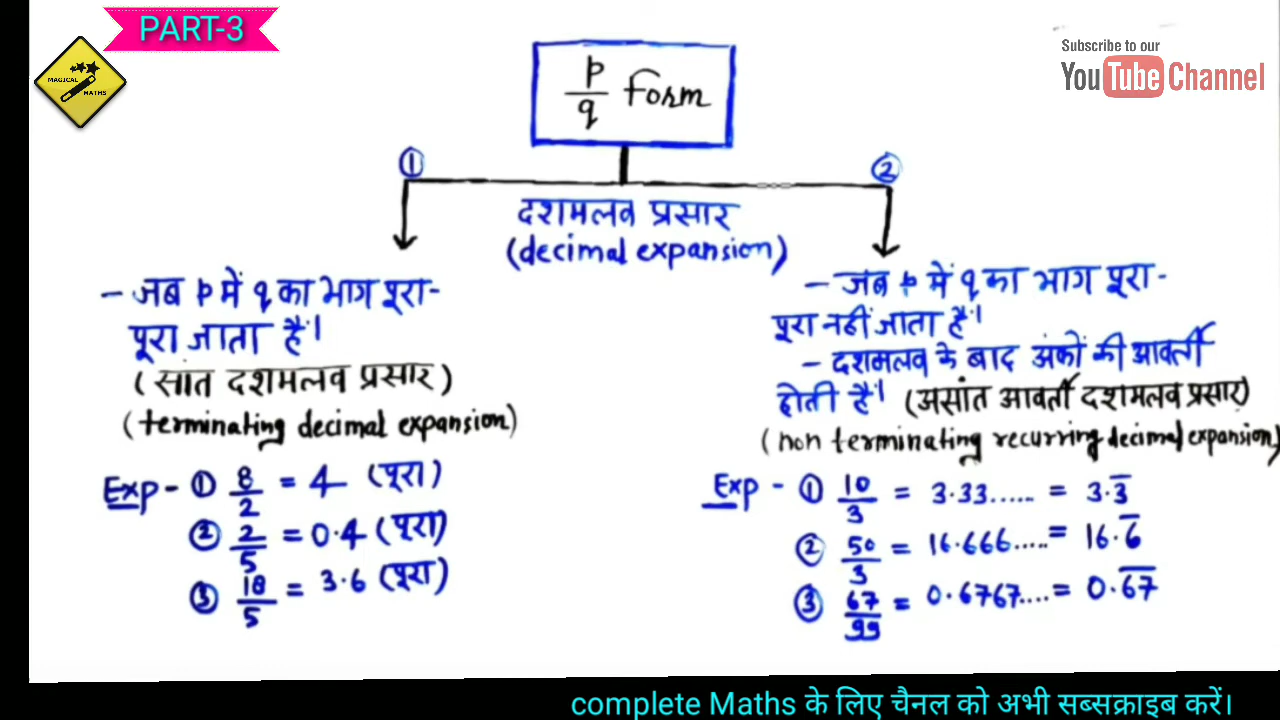 PART-3
MAGICAL
MATHS
Subscribe to our
YouTube Channel
p/q form
① ②
दशमलव प्रसार
(decimal expansion)
- जब p में q का भाग पूरा-
पूरा जाता है।
(सांत दशमलव प्रसार)
(terminating decimal expansion)
Exp - ① 8/2 = 4 (पूरा)
② 2/5 = 0.4 (पूरा)
③ 18/5 = 3.6 (पूरा)
- जब p में q का भाग पूरा-
पूरा नहीं जाता है।
- दशमलव के बाद अंको की आवर्ती
होती है। (असांत आवर्ती दशमलव प्रसार)
(non terminating recurring decimal expansion)
Exp - ① 10/3 = 3.33...... = 3.3̅
② 50/3 = 16.666..... = 16.6̅
③ 67/99 = 0.6767.... = 0.6̅7̅
complete Maths के लिए चैनल को अभी सब्सक्राइब करें।